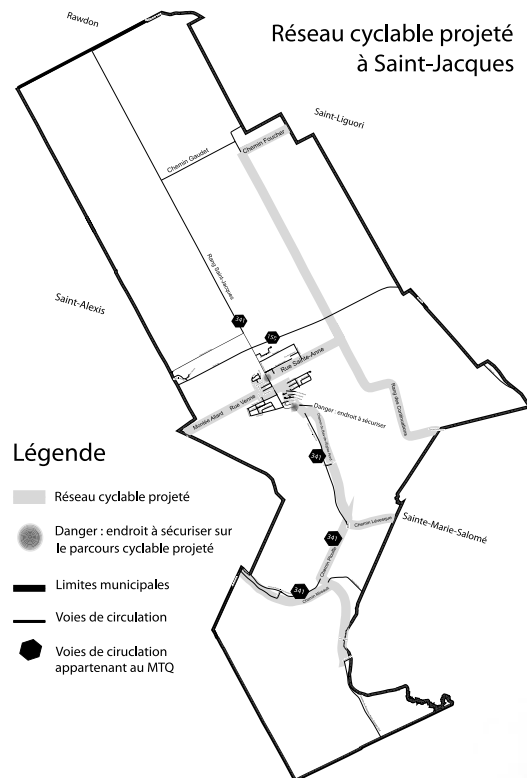 Rawdon
Réseau cyclable projeté
à Saint-Jacques
Saint-Liguori
Chemin Foucher
Chemin Gaudet
Rang Saint-Jacques
Saint-Alexis
341
158
Rue Sainte-Anne
Rue Venne
Montée Allard
Danger : endroit à sécuriser
341
Sainte-Marie-Salomé
341
341
Légende
Réseau cyclable projeté
Danger : endroit à sécuriser sur
le parcours cyclable projeté
Limites municipales
Voies de circulation
Voies de ciruclation
appartenant au MTQ